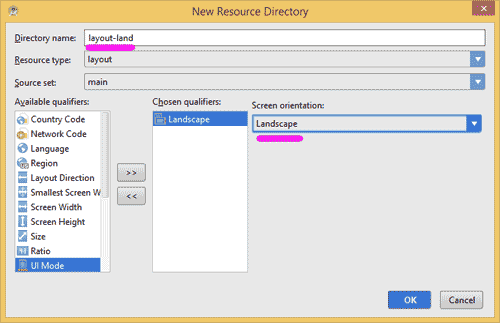 New Resource Directory
Directory name: layout-land
Resource type: layout
Source set: main
Available qualifiers:
Country Code
Network Code
Language
Region
Layout Direction
Smallest Screen W
Screen Width
Screen Height
Size
Ratio
UI Mode
>>
<<
Chosen qualifiers:
Landscape
Screen orientation:
Landscape
OK
Cancel